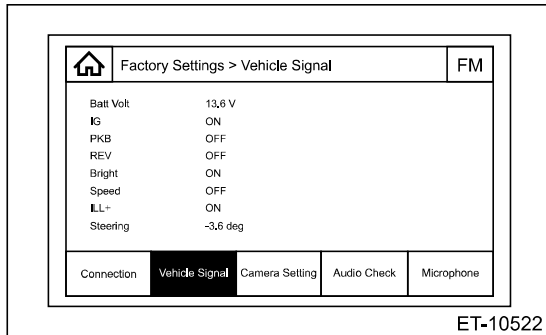 Factory Settings > Vehicle Signal FM
Batt Volt 13.6 V
IG ON
PKB OFF
REV OFF
Bright ON
Speed OFF
ILL+ ON
Steering -3.6 deg
Connection Vehicle Signal Camera Setting Audio Check Microphone
ET-10522